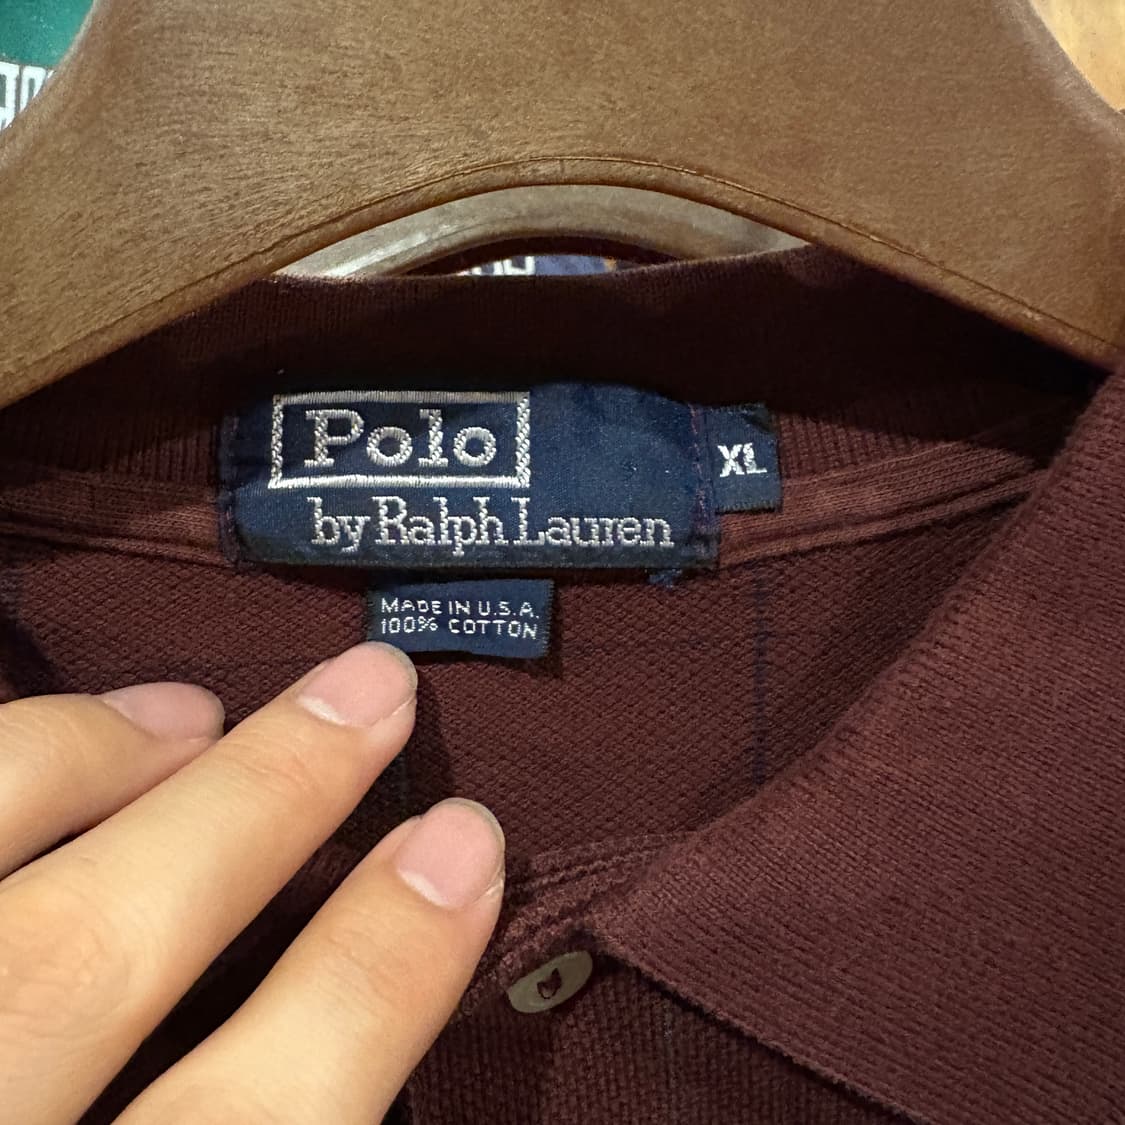 Polo
XL
by Ralph Lauren
MADE IN U.S.A.
100% COTTON